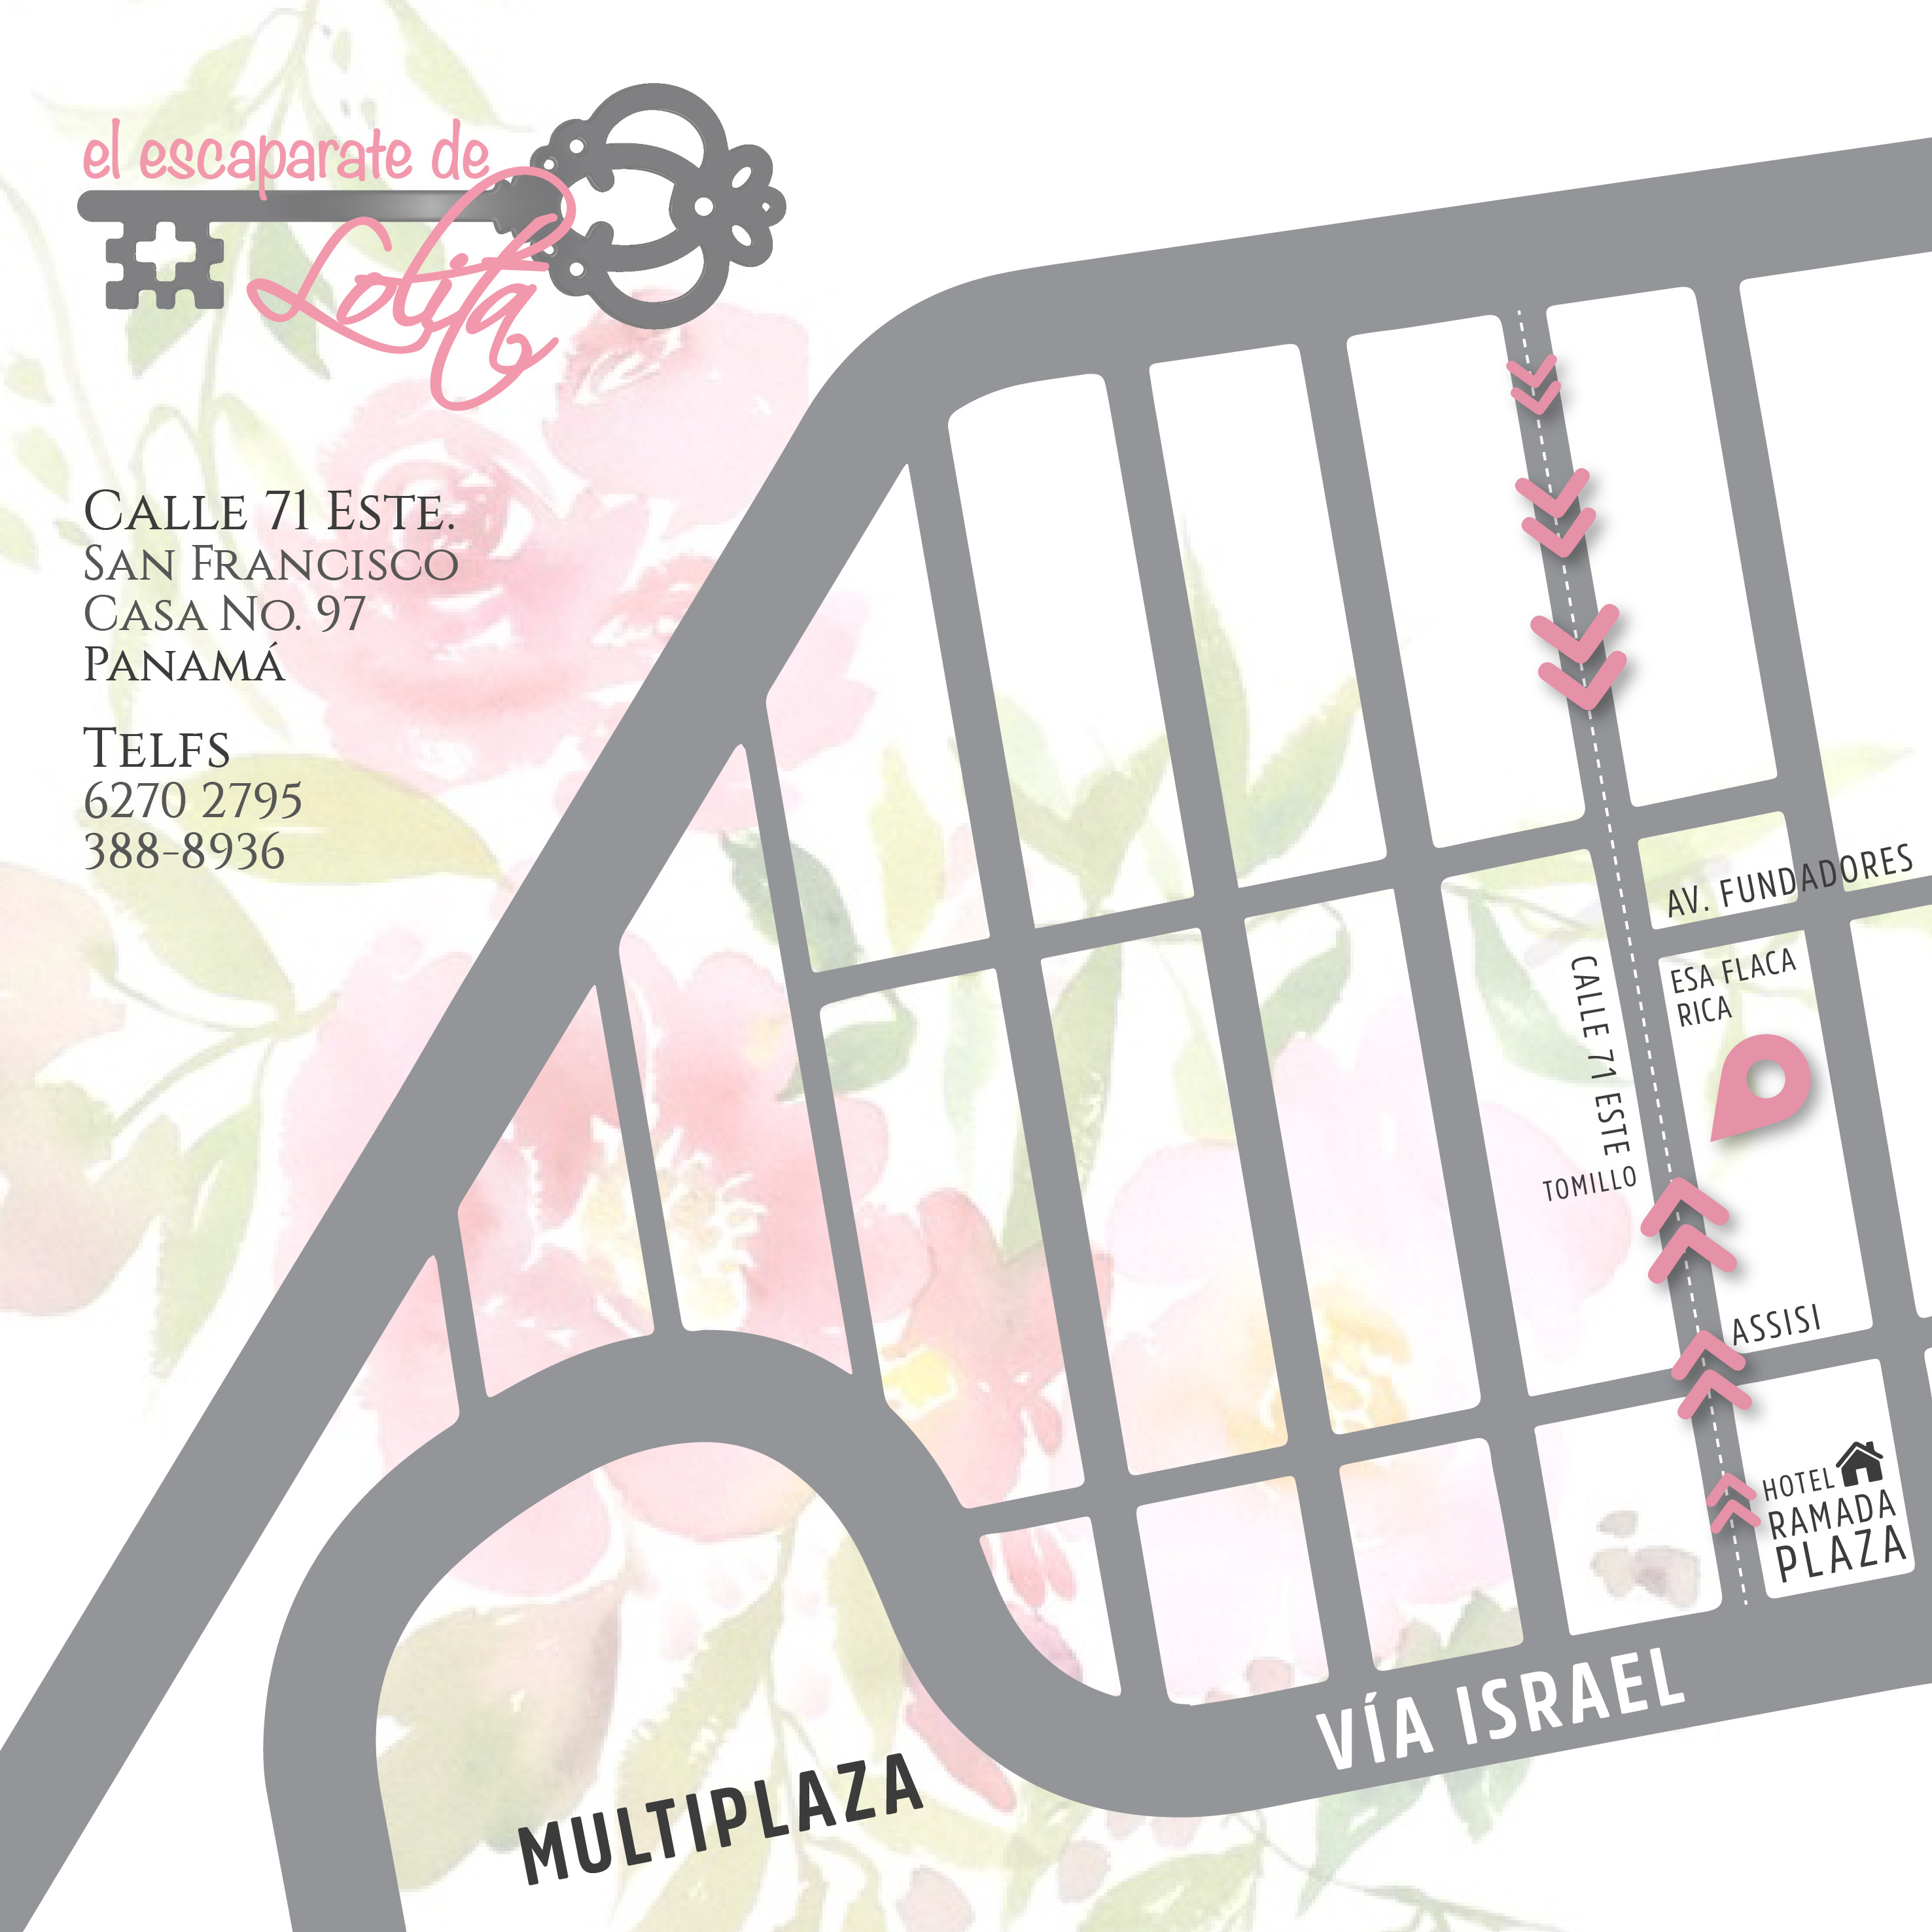 el escaparate de
Lolita
Calle 71 Este.
San Francisco
Casa No. 97
Panamá
Telfs
6270 2795
388-8936
AV. FUNDADORES
ESA FLACA
RICA
CALLE 71 ESTE
TOMILLO
ASSISI
HOTEL
RAMADA
PLAZA
VÍA ISRAEL
MULTIPLAZA